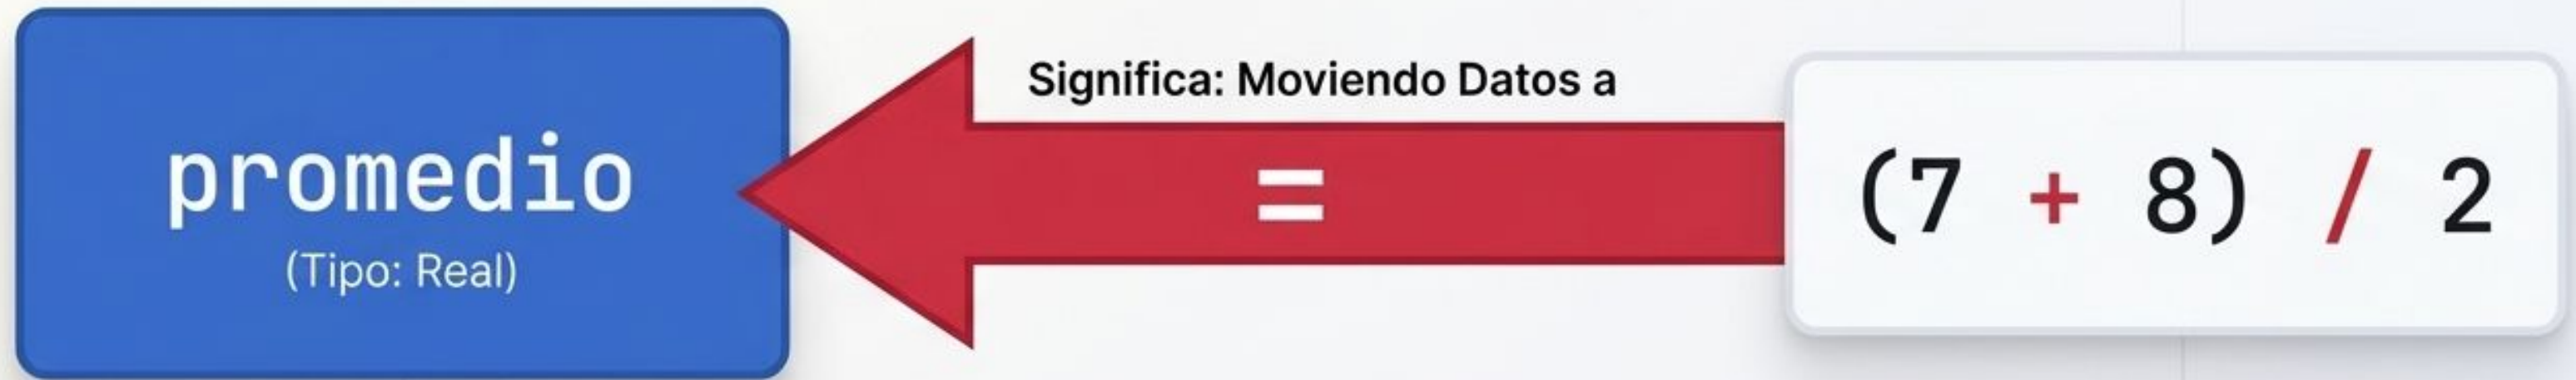 promedio
(Tipo: Real)
Significa: Moviendo Datos a
=
(7 + 8) / 2